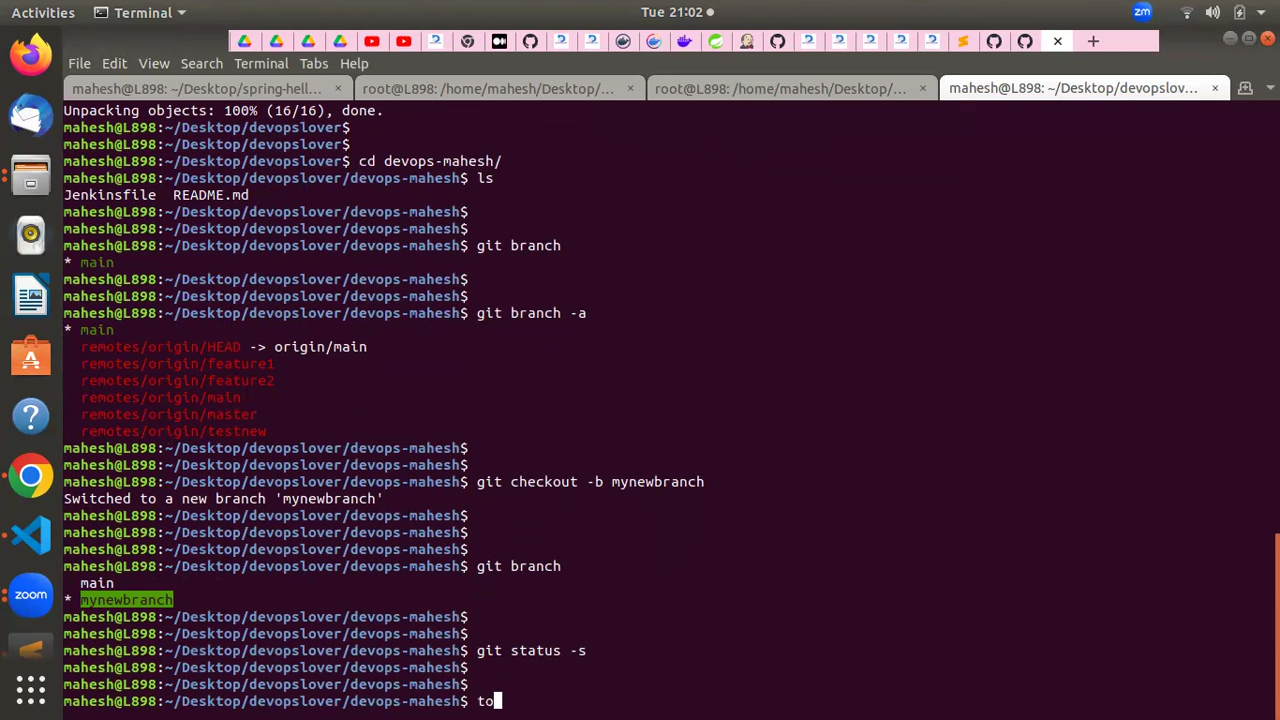 Activities Terminal Tue 21:02
zm
File Edit View Search Terminal Tabs Help
mahesh@L898: ~/Desktop/spring-hell... root@L898: /home/mahesh/Desktop/... root@L898: /home/mahesh/Desktop/... mahesh@L898: ~/Desktop/devopslov...
Unpacking objects: 100% (16/16), done.
mahesh@L898:~/Desktop/devopslover$
mahesh@L898:~/Desktop/devopslover$
mahesh@L898:~/Desktop/devopslover$ cd devops-mahesh/
mahesh@L898:~/Desktop/devopslover/devops-mahesh$ ls
Jenkinsfile README.md
mahesh@L898:~/Desktop/devopslover/devops-mahesh$
mahesh@L898:~/Desktop/devopslover/devops-mahesh$
mahesh@L898:~/Desktop/devopslover/devops-mahesh$ git branch
* main
mahesh@L898:~/Desktop/devopslover/devops-mahesh$
mahesh@L898:~/Desktop/devopslover/devops-mahesh$
mahesh@L898:~/Desktop/devopslover/devops-mahesh$ git branch -a
* main
remotes/origin/HEAD -> origin/main
remotes/origin/feature1
remotes/origin/feature2
remotes/origin/main
remotes/origin/master
remotes/origin/testnew
mahesh@L898:~/Desktop/devopslover/devops-mahesh$
mahesh@L898:~/Desktop/devopslover/devops-mahesh$
mahesh@L898:~/Desktop/devopslover/devops-mahesh$ git checkout -b mynewbranch
Switched to a new branch 'mynewbranch'
mahesh@L898:~/Desktop/devopslover/devops-mahesh$
mahesh@L898:~/Desktop/devopslover/devops-mahesh$
mahesh@L898:~/Desktop/devopslover/devops-mahesh$
mahesh@L898:~/Desktop/devopslover/devops-mahesh$ git branch
main
* mynewbranch
mahesh@L898:~/Desktop/devopslover/devops-mahesh$
mahesh@L898:~/Desktop/devopslover/devops-mahesh$
mahesh@L898:~/Desktop/devopslover/devops-mahesh$ git status -s
mahesh@L898:~/Desktop/devopslover/devops-mahesh$
mahesh@L898:~/Desktop/devopslover/devops-mahesh$
mahesh@L898:~/Desktop/devopslover/devops-mahesh$ to
zoom